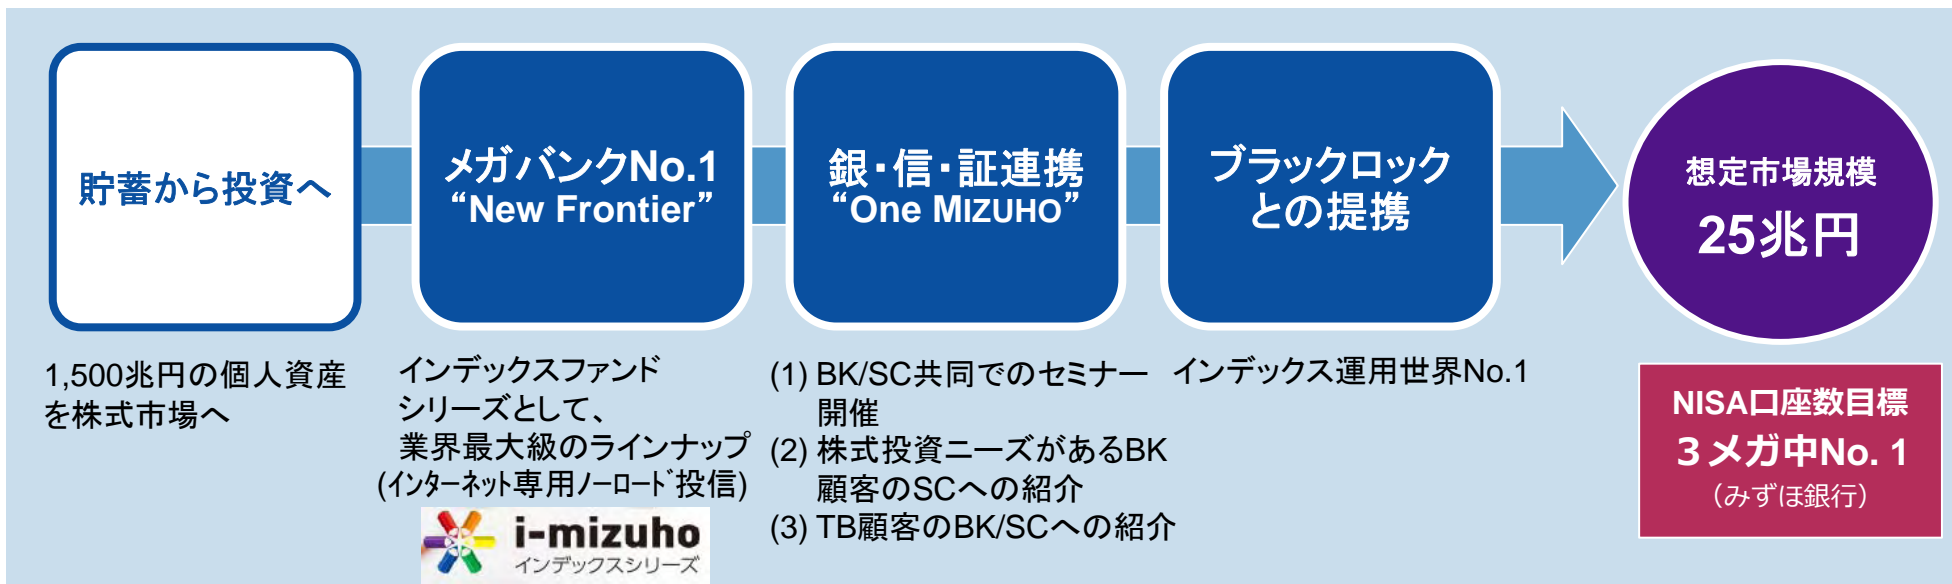 貯蓄から投資へ
1,500兆円の個人資産
を株式市場へ
メガバンクNo.1
“New Frontier”
インデックスファンド
シリーズとして、
業界最大級のラインナップ
(インターネット専用ノーロード投信)
i-mizuho
インデックスシリーズ
銀・信・証連携
“One MIZUHO”
(1) BK/SC共同でのセミナー
開催
(2) 株式投資ニーズがあるBK
顧客のSCへの紹介
(3) TB顧客のBK/SCへの紹介
ブラックロック
との提携
インデックス運用世界No.1
想定市場規模
25兆円
NISA口座数目標
３メガ中No. 1
（みずほ銀行）